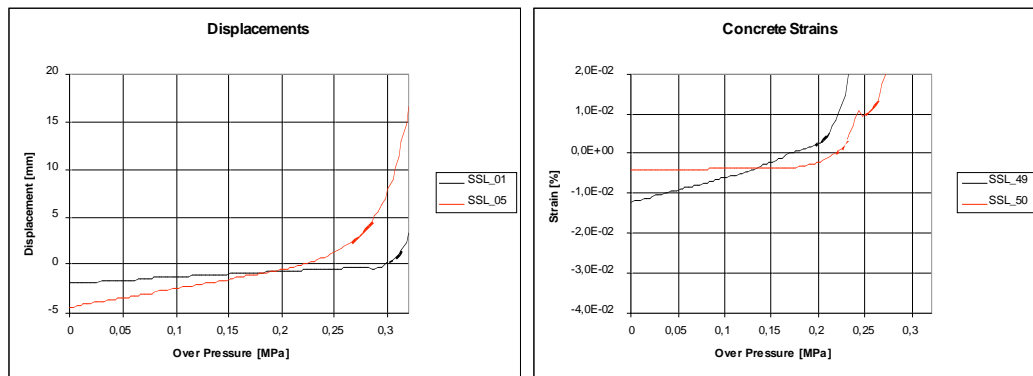 Displacements
Displacement [mm]
20
15
10
5
0
-5
0
0,05
0,1
0,15
0,2
0,25
0,3
Over Pressure [MPa]
SSL_01
SSL_05
Concrete Strains
Strain [%]
2,0E-02
1,0E-02
0,0E+00
-1,0E-02
-2,0E-02
-3,0E-02
-4,0E-02
0
0,05
0,1
0,15
0,2
0,25
0,3
Over Pressure [MPa]
SSL_49
SSL_50